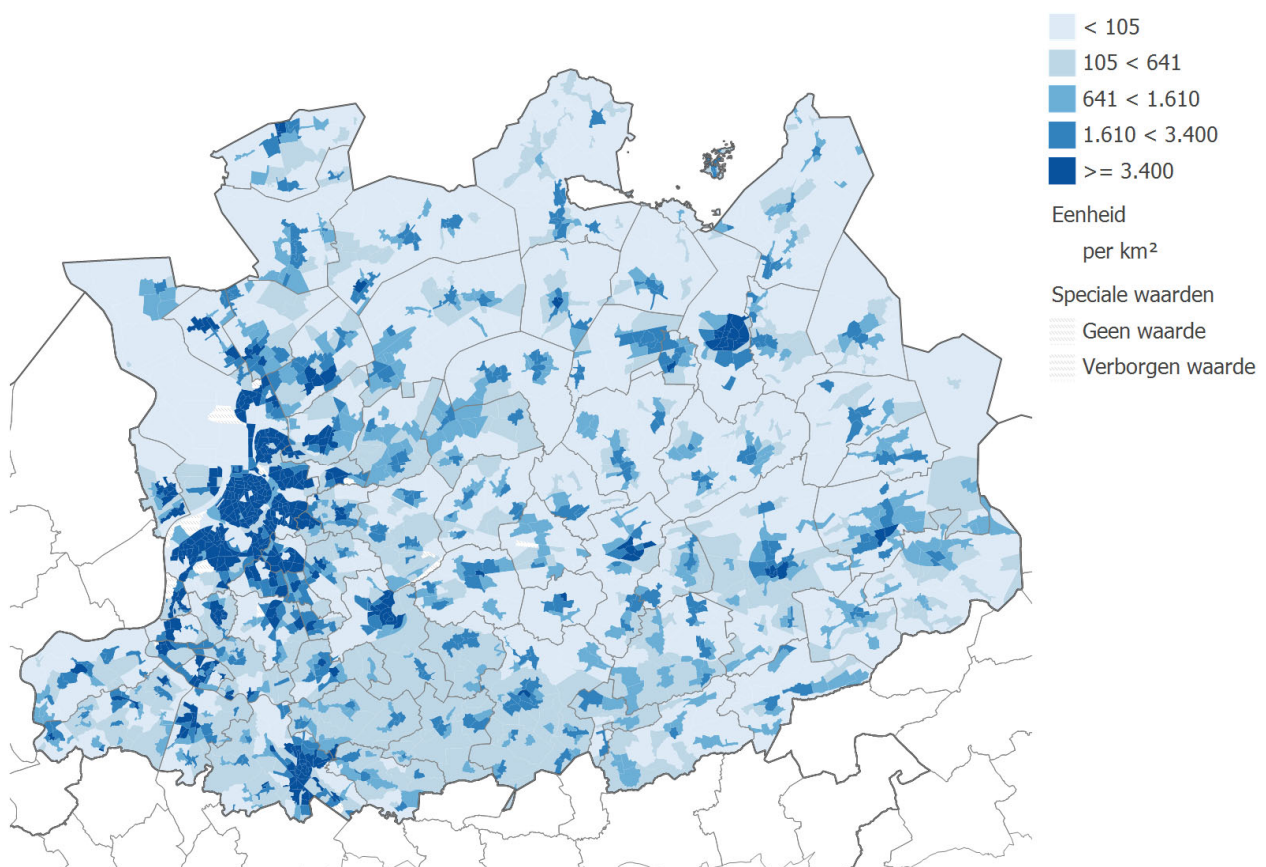 < 105
105 < 641
641 < 1.610
1.610 < 3.400
>= 3.400
Eenheid
per km²
Speciale waarden
Geen waarde
Verborgen waarde